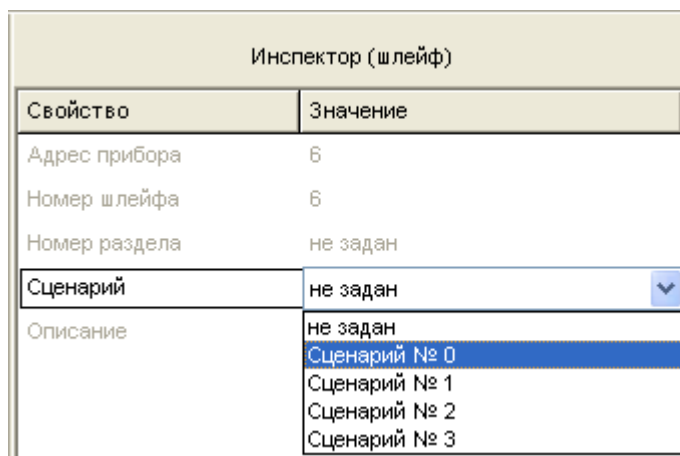 Инспектор (шлейф)
Свойство Значение
Адрес прибора 6
Номер шлейфа 6
Номер раздела не задан
Сценарий не задан
Описание не задан
Сценарий № 0
Сценарий № 1
Сценарий № 2
Сценарий № 3